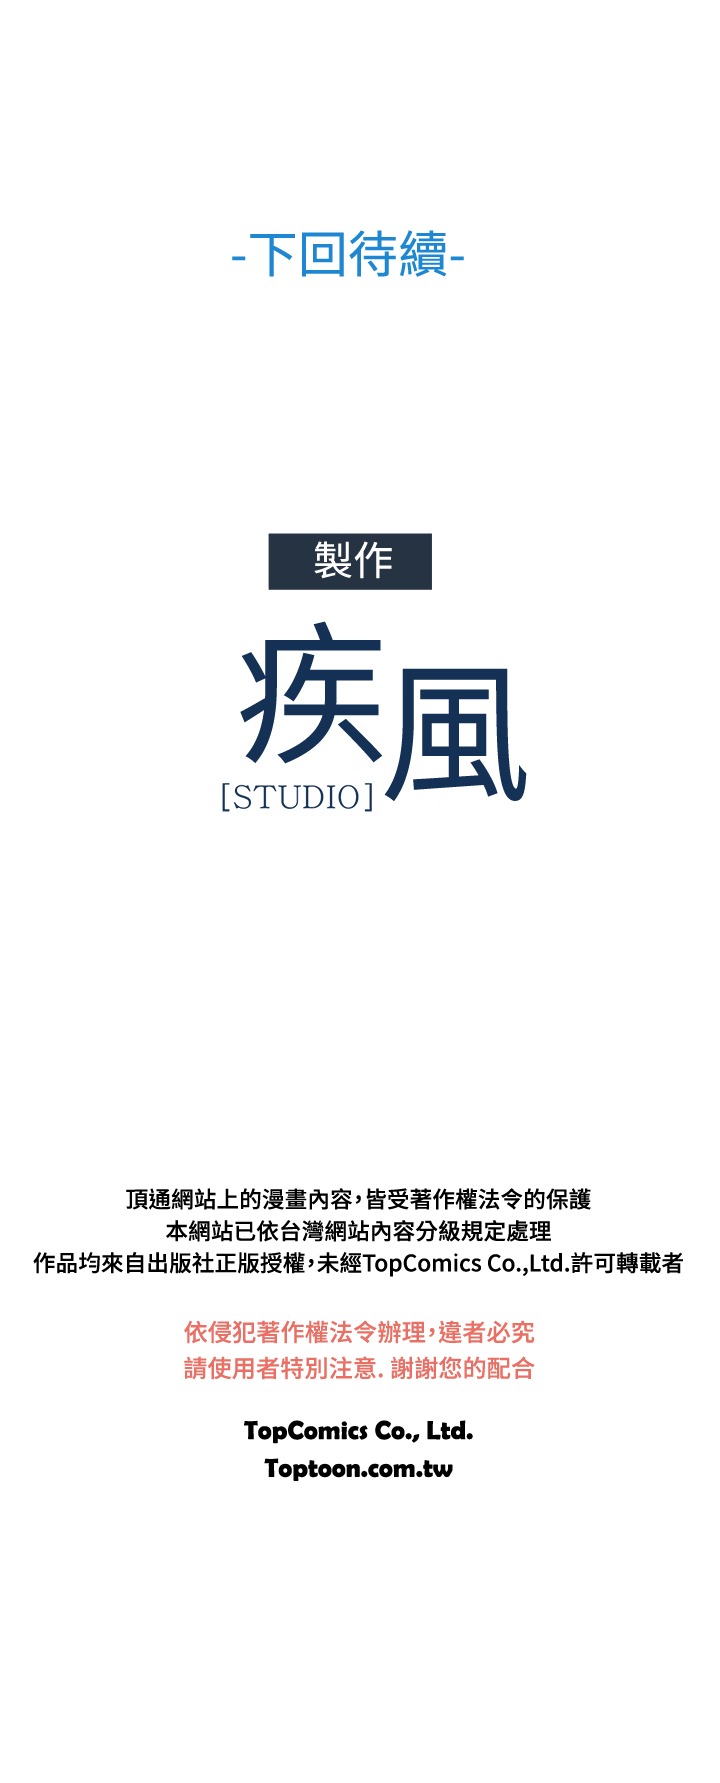 -下回待續-
製作
疾風
[STUDIO]
頂通網站上的漫畫內容，皆受著作權法令的保護
本網站已依台灣網站內容分級規定處理
作品均來自出版社正版授權，未經TopComics Co.,Ltd.許可轉載者
依侵犯著作權法令辦理，違者必究
請使用者特別注意. 謝謝您的配合
TopComics Co., Ltd.
Toptoon.com.tw